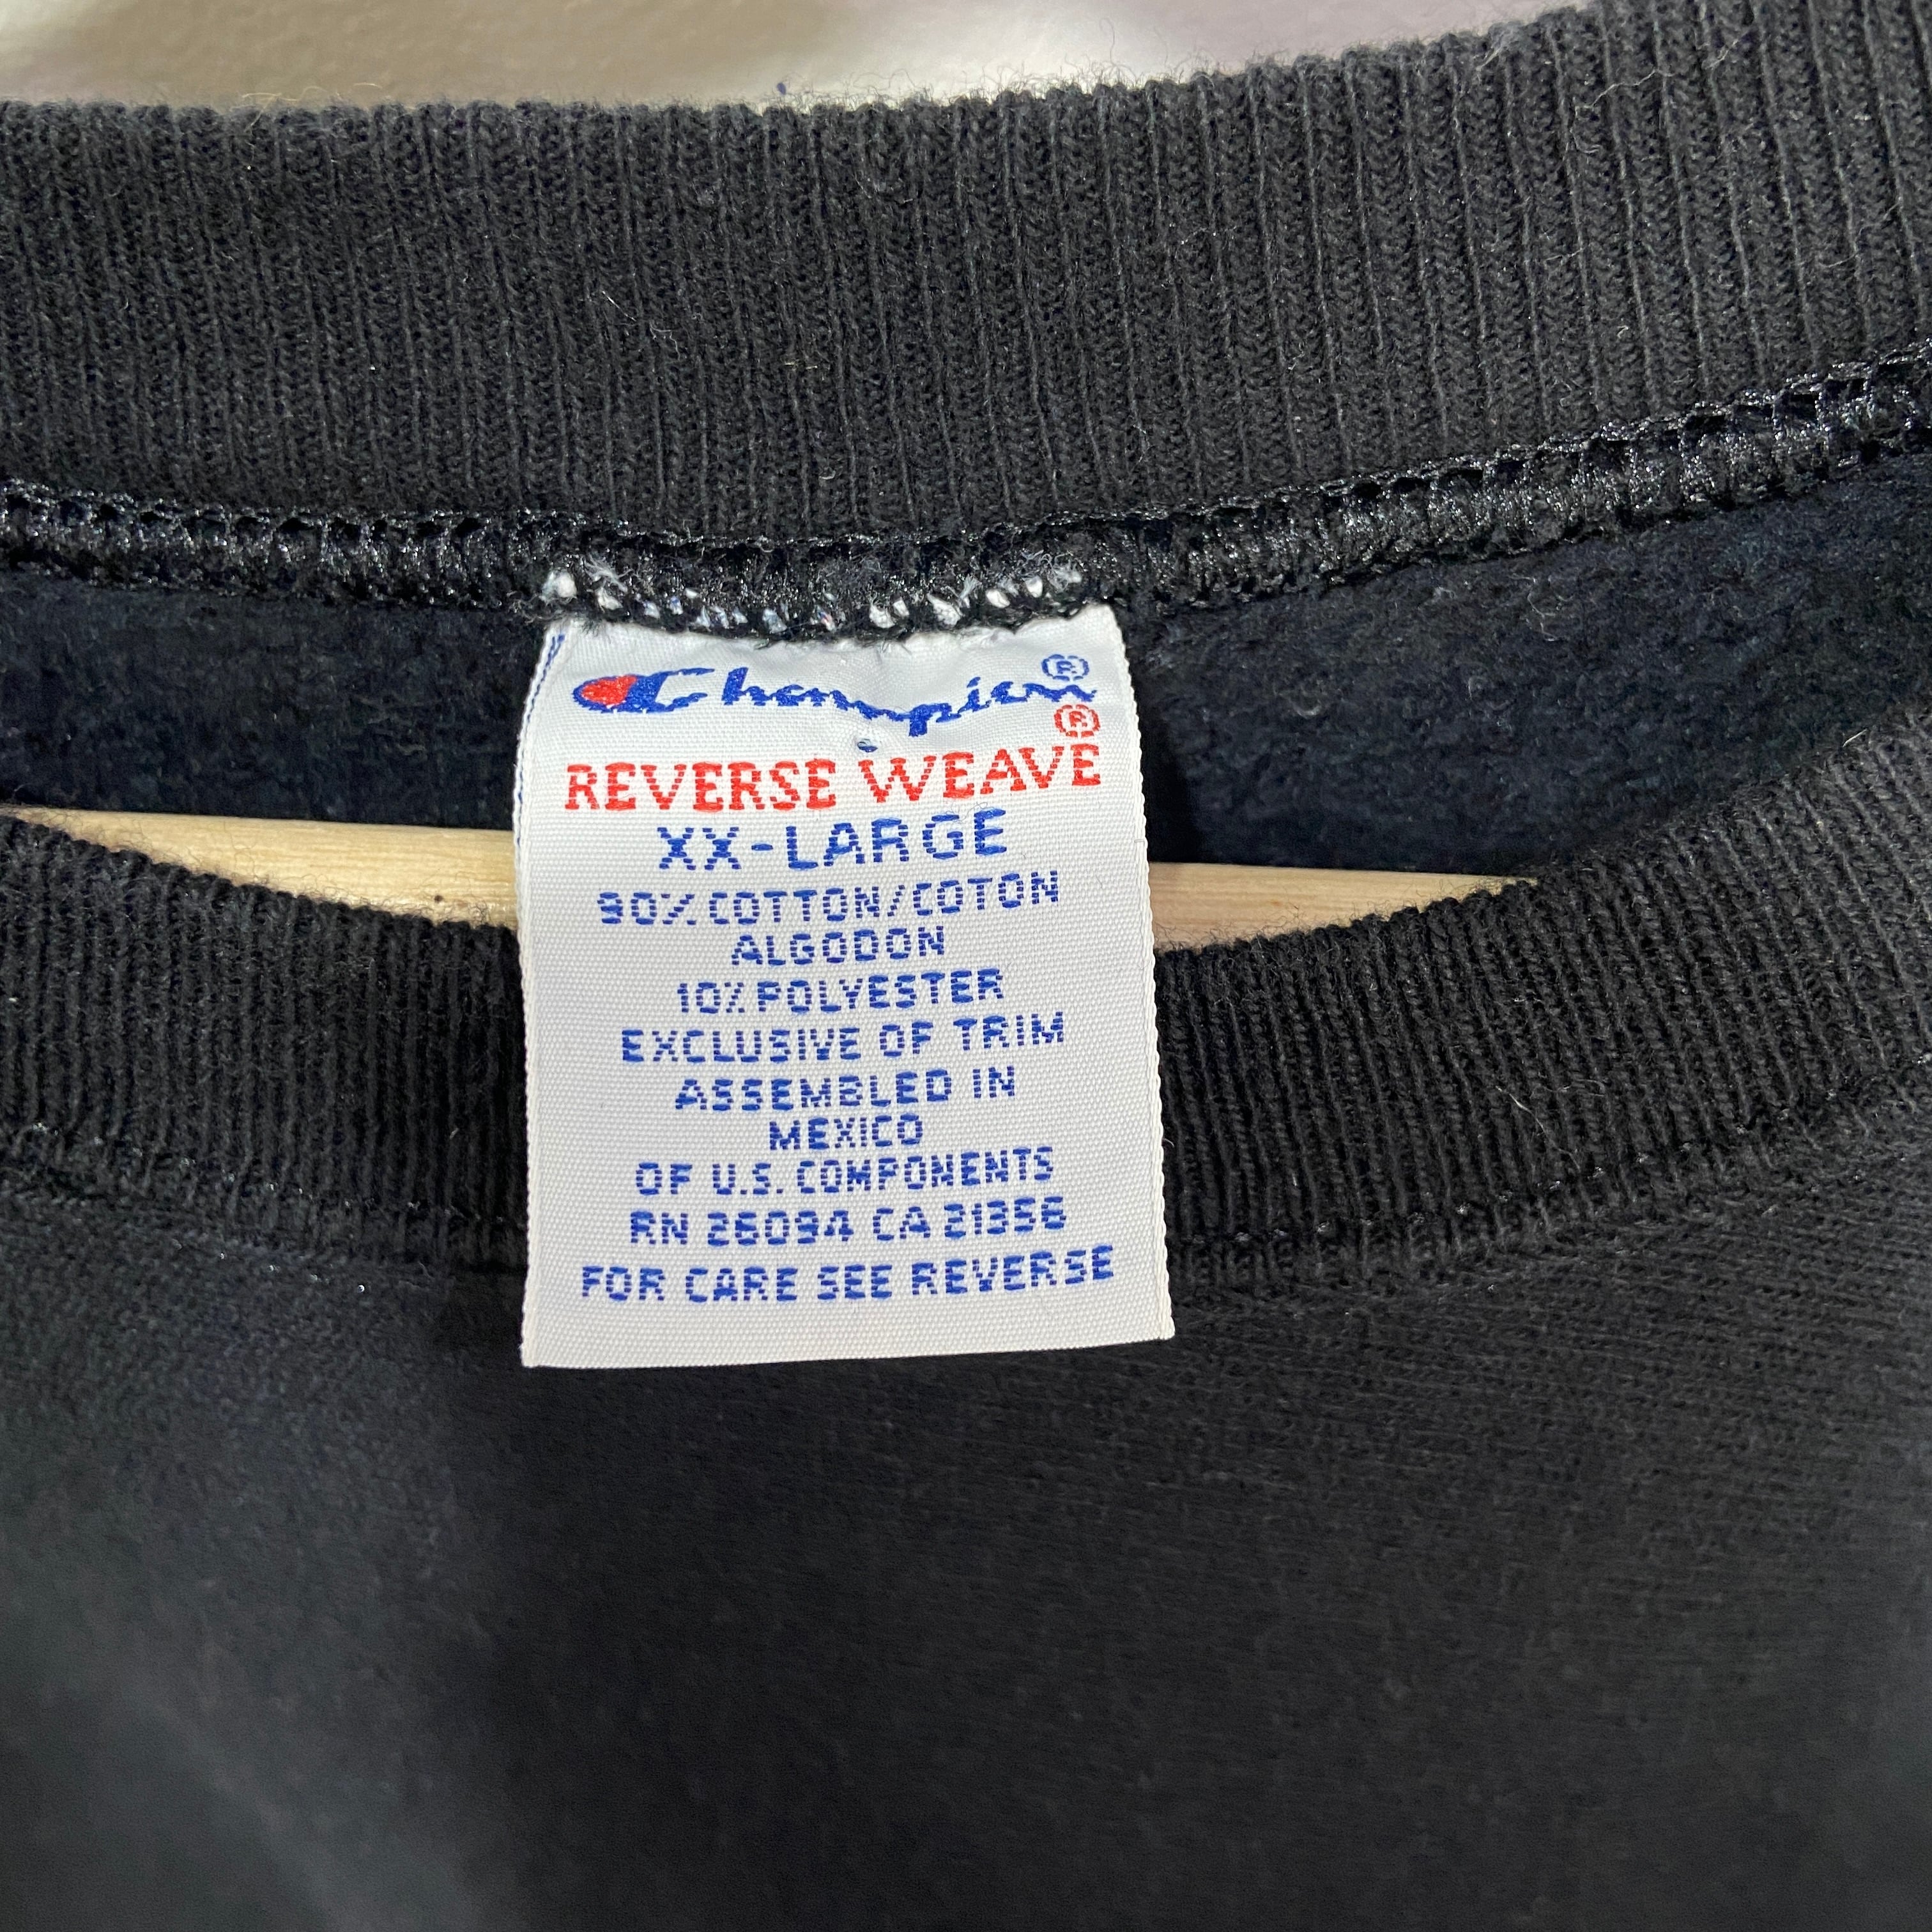 Champion®
REVERSE WEAVE®
XX-LARGE
90% COTTON/COTON
ALGODON
10% POLYESTER
EXCLUSIVE OF TRIM
ASSEMBLED IN
MEXICO
OF U.S. COMPONENTS
RN 26094 CA 21356
FOR CARE SEE REVERSE